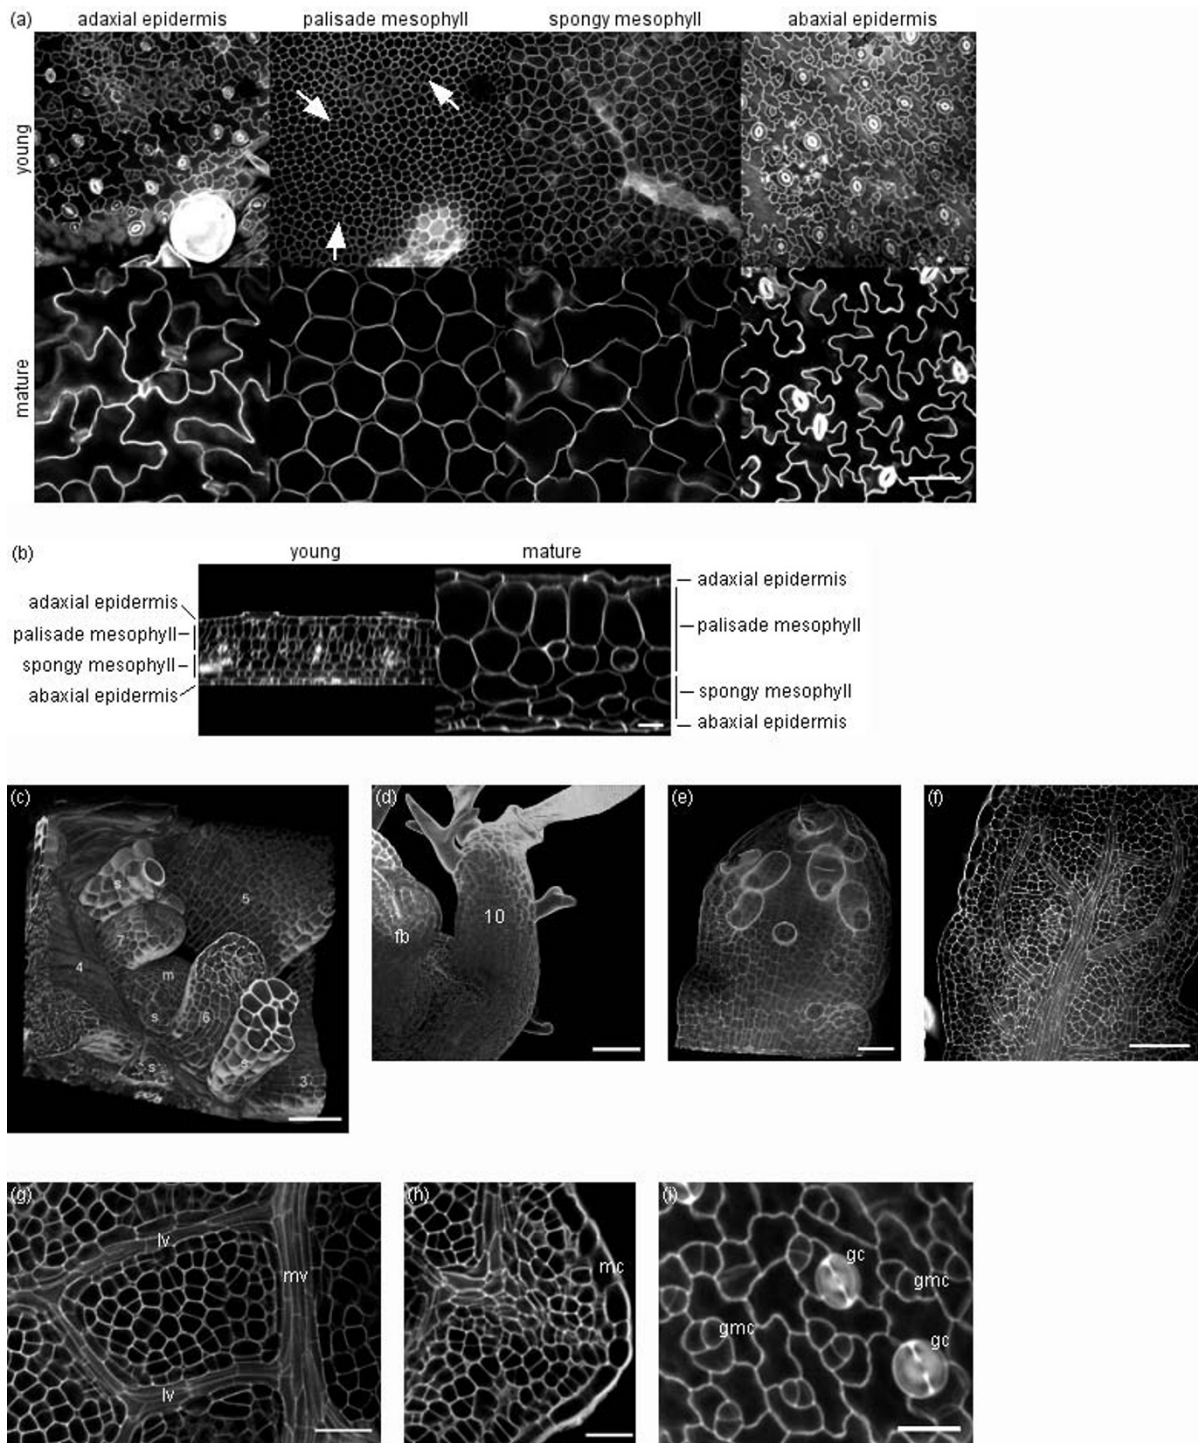 (a) adaxial epidermis palisade mesophyll spongy mesophyll abaxial epidermis
young
mature
(b) young mature
adaxial epidermis
palisade mesophyll
spongy mesophyll
abaxial epidermis
adaxial epidermis
palisade mesophyll
spongy mesophyll
abaxial epidermis
(c) (d) (e) (f)
s
5
7
4
m
s
6
s
s
3
fb
10
(g) (h) (i)
lv
mv
lv
mc
gc
gmc
gmc
gc